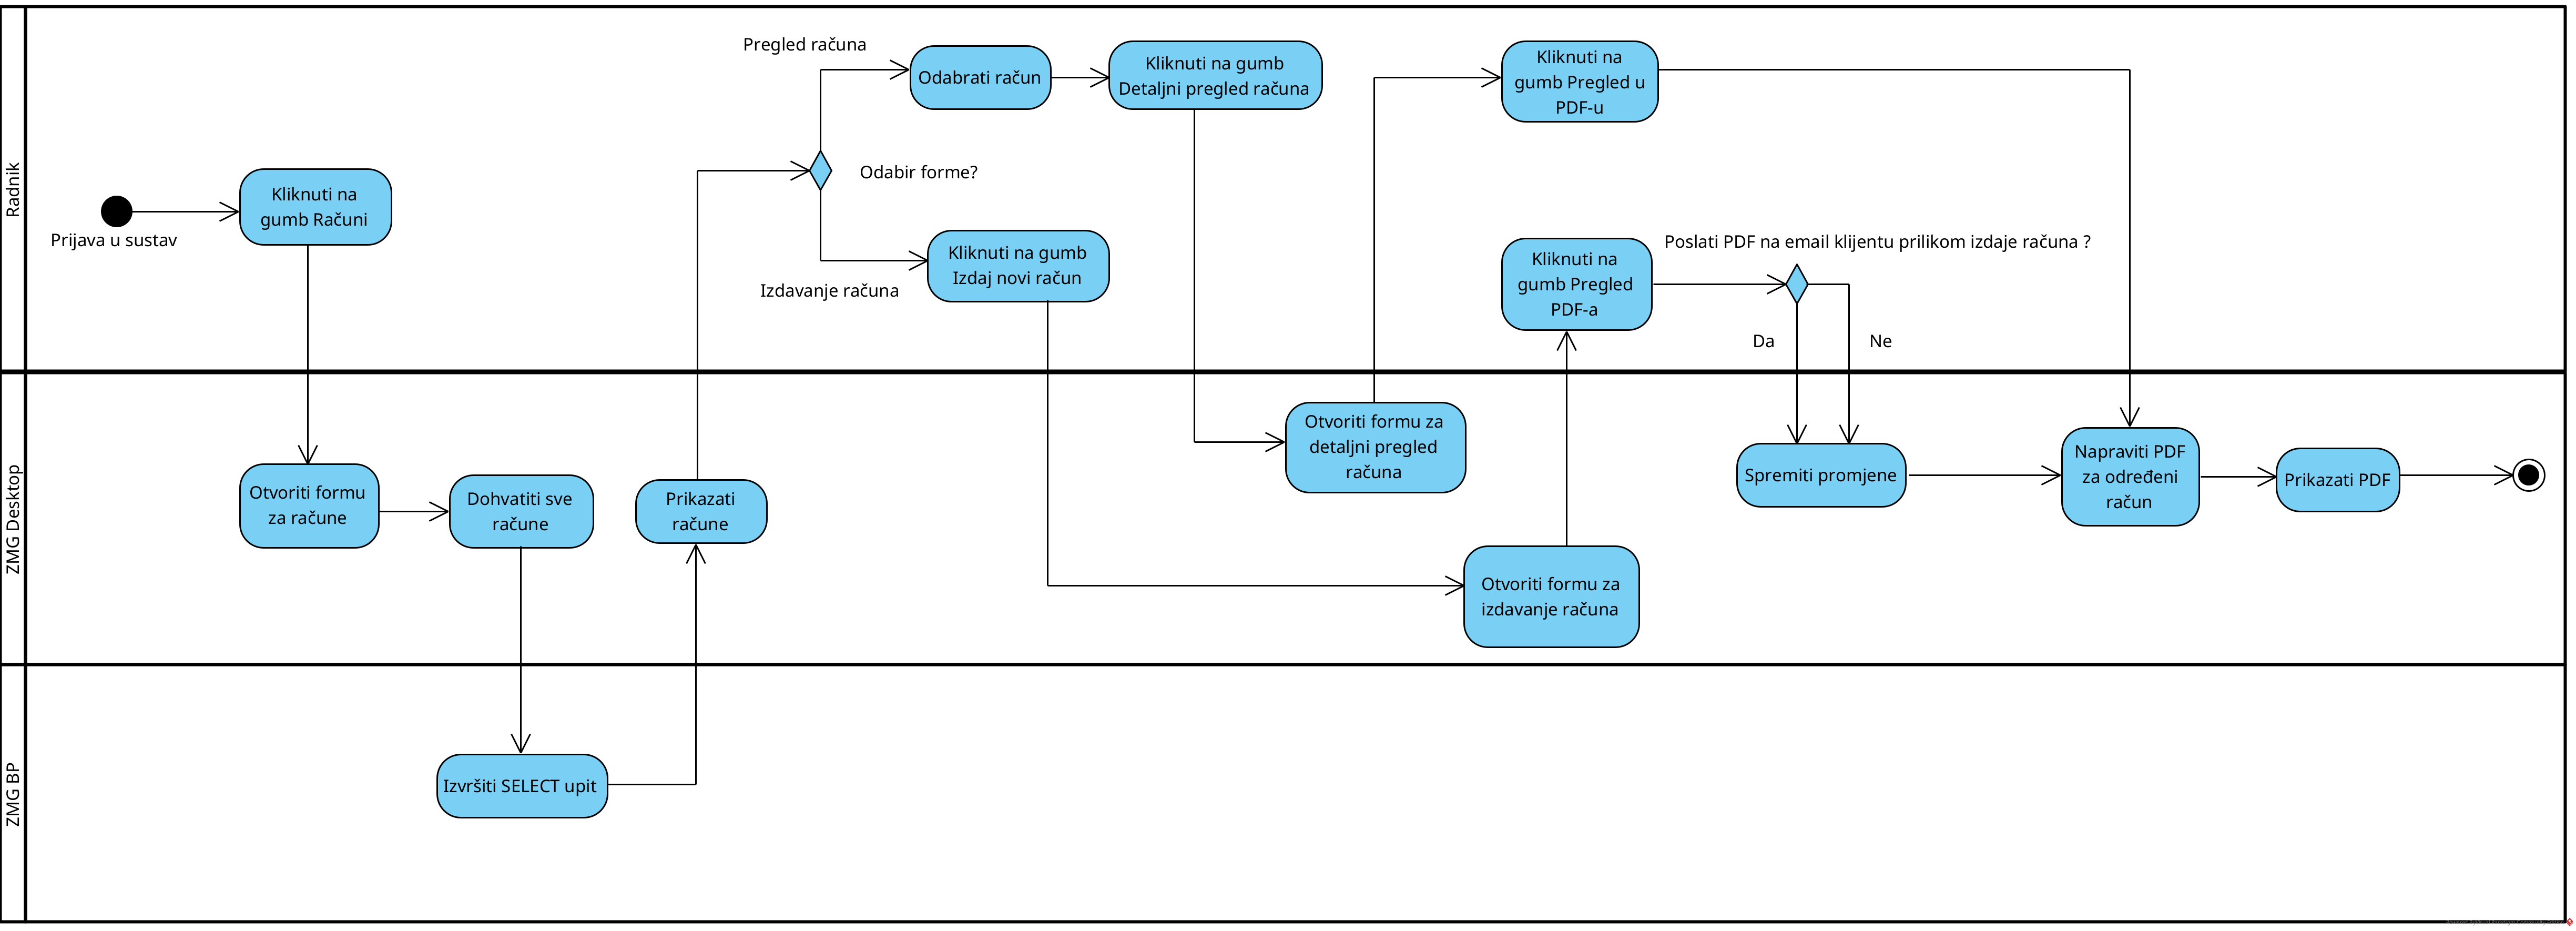 Radnik
Prijava u sustav
Kliknuti na
gumb Računi
Pregled računa
Odabir forme?
Izdavanje računa
Odabrati račun
Kliknuti na gumb
Detaljni pregled računa
Kliknuti na gumb
Izdaj novi račun
Kliknuti na
gumb Pregled u
PDF-u
Kliknuti na
gumb Pregled
PDF-a
Poslati PDF na email klijentu prilikom izdaje računa ?
Da
Ne
ZMG Desktop
Otvoriti formu
za račune
Dohvatiti sve
račune
Prikazati
račune
Otvoriti formu za
detaljni pregled
računa
Otvoriti formu za
izdavanje računa
Spremiti promjene
Napraviti PDF
za određeni
račun
Prikazati PDF
ZMG BP
Izvršiti SELECT upit